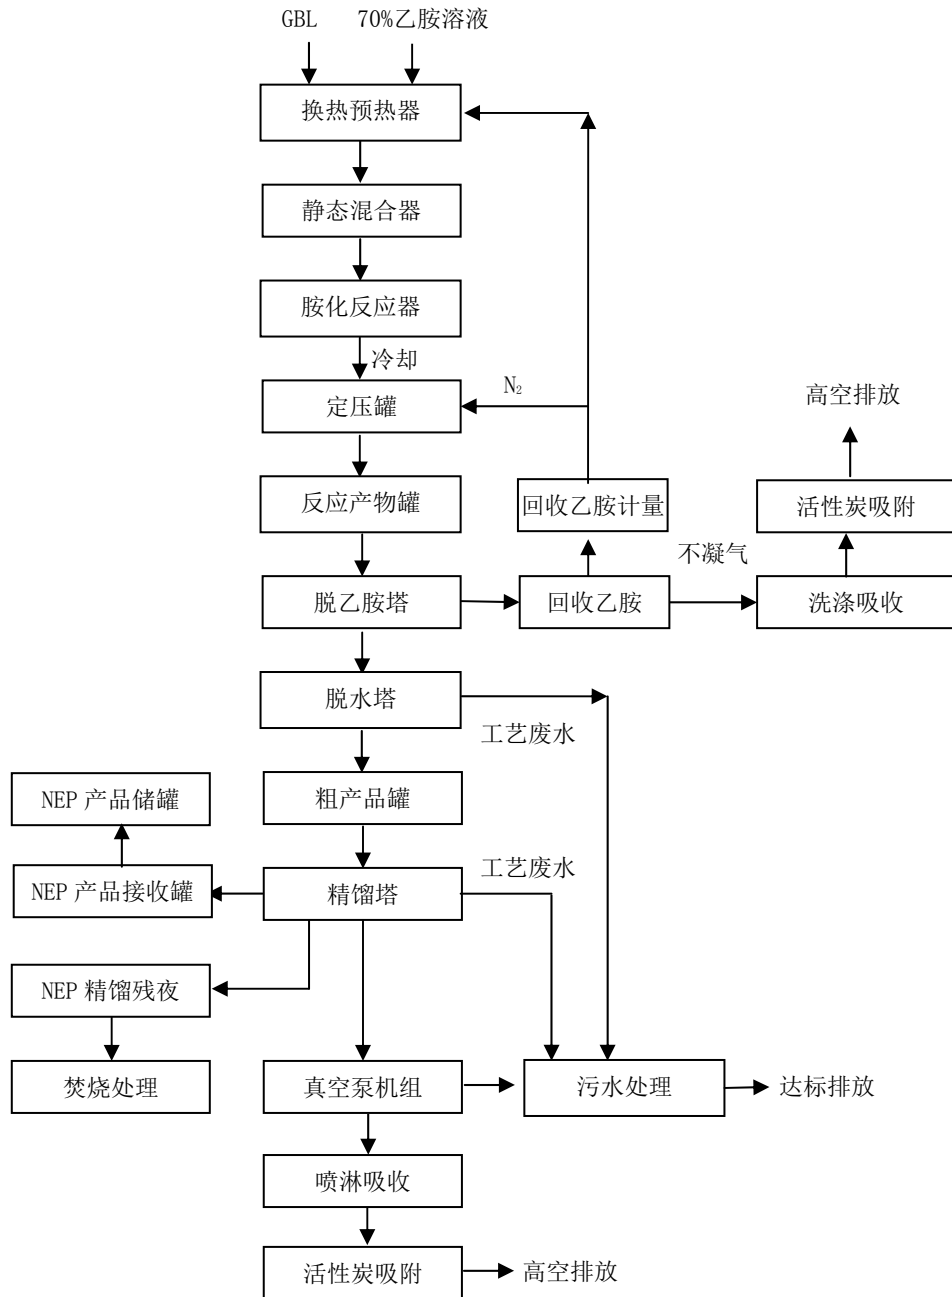 GBL 70%乙胺溶液
换热预热器
静态混合器
胺化反应器
冷却
定压罐
N₂
高空排放
反应产物罐
回收乙胺计量
活性炭吸附
不凝气
脱乙胺塔
回收乙胺
洗涤吸收
脱水塔
工艺废水
NEP 产品储罐
粗产品罐
工艺废水
NEP 产品接收罐
精馏塔
NEP 精馏残夜
焚烧处理
真空泵机组
污水处理
达标排放
喷淋吸收
活性炭吸附
高空排放